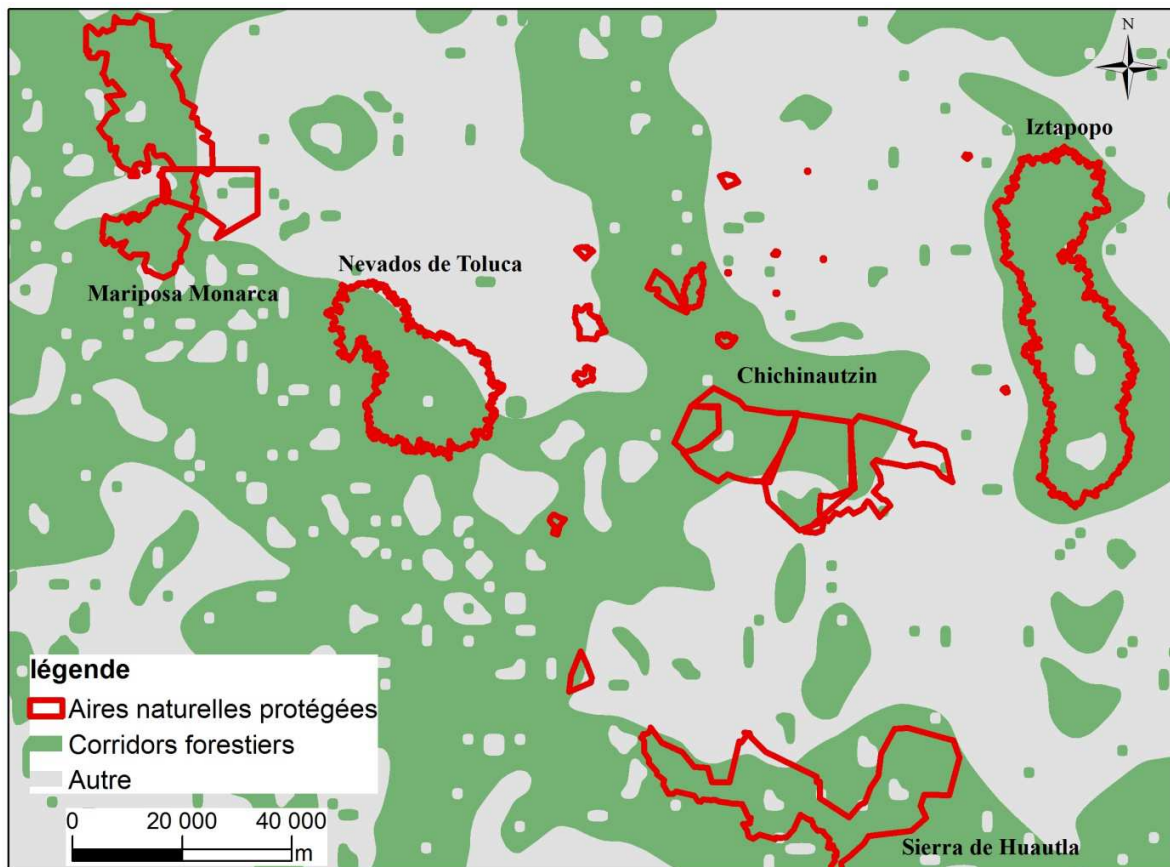 N
Iztapopo
Nevados de Toluca
Mariposa Monarca
Chichinautzin
légende
Aires naturelles protégées
Corridors forestiers
Autre
0 20 000 40 000
m
Sierra de Huautla